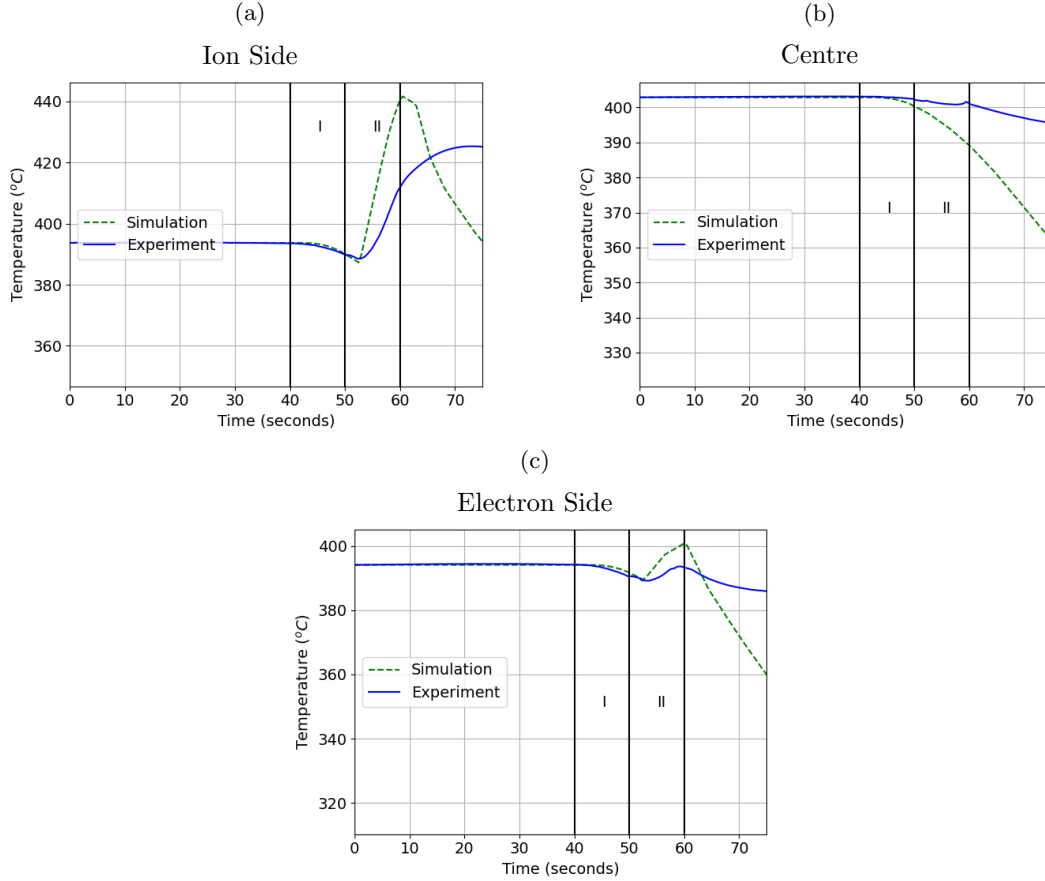 (a)
Ion Side
440
420
400
380
360
Temperature (°C)
I
II
Simulation
Experiment
0 10 20 30 40 50 60 70
Time (seconds)
(b)
Centre
400
390
380
370
360
350
340
330
Temperature (°C)
I
II
Simulation
Experiment
0 10 20 30 40 50 60 70
Time (seconds)
(c)
Electron Side
400
380
360
340
320
Temperature (°C)
Simulation
Experiment
I
II
0 10 20 30 40 50 60 70
Time (seconds)